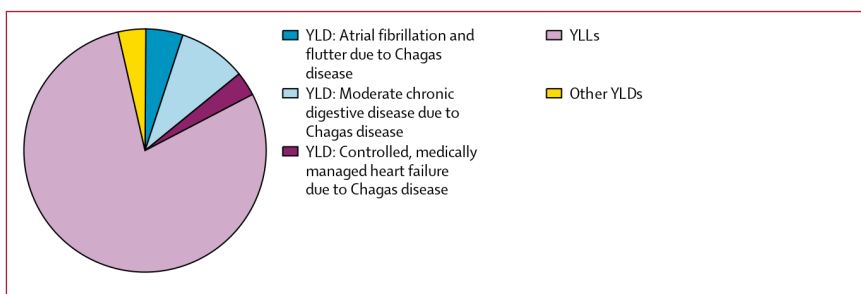 YLD: Atrial fibrillation and
flutter due to Chagas
disease
YLD: Moderate chronic
digestive disease due to
Chagas disease
YLD: Controlled, medically
managed heart failure
due to Chagas disease
YLLs
Other YLDs